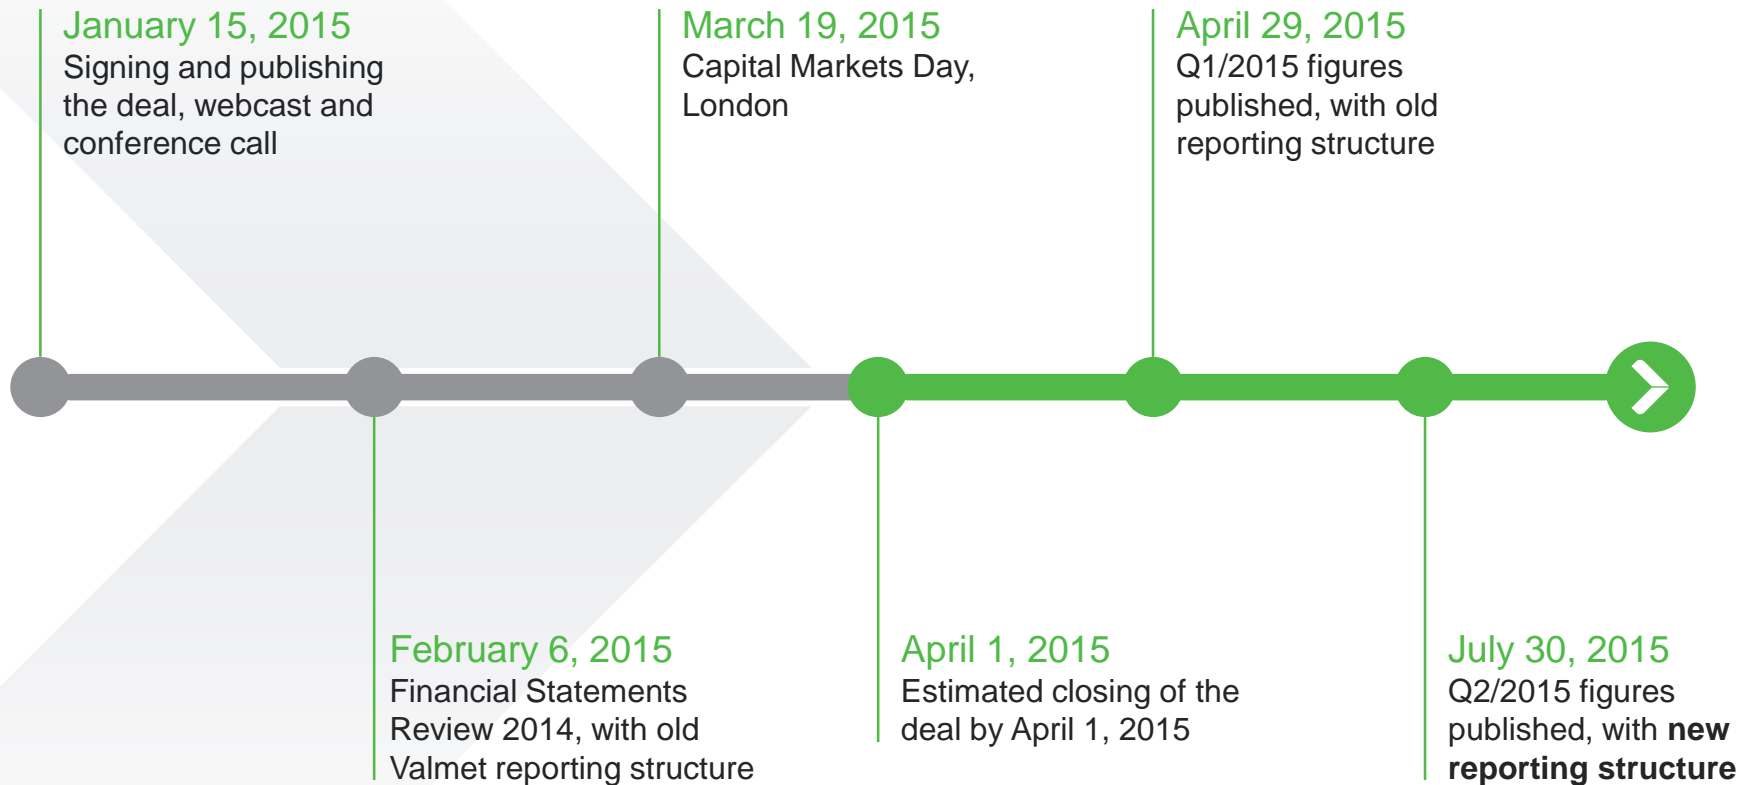 January 15, 2015
Signing and publishing
the deal, webcast and
conference call
March 19, 2015
Capital Markets Day,
London
April 29, 2015
Q1/2015 figures
published, with old
reporting structure
February 6, 2015
Financial Statements
Review 2014, with old
Valmet reporting structure
April 1, 2015
Estimated closing of the
deal by April 1, 2015
July 30, 2015
Q2/2015 figures
published, with new
reporting structure